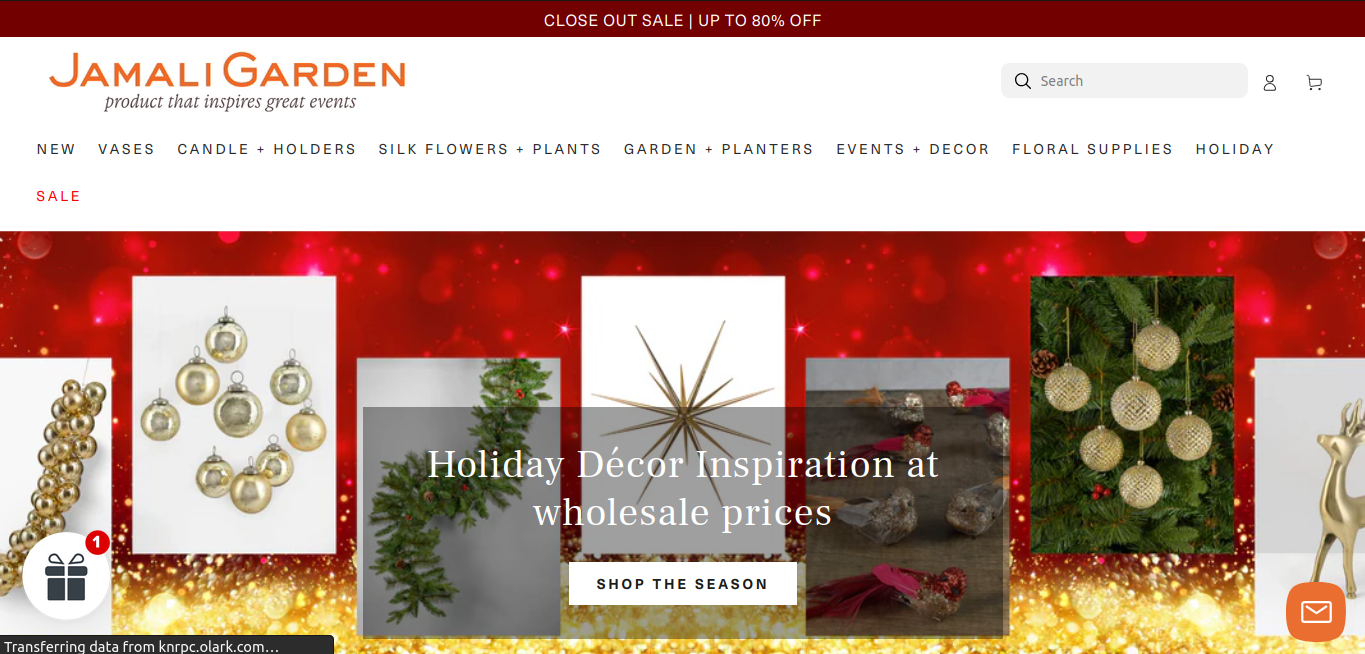 CLOSE OUT SALE | UP TO 80% OFF
JAMALI GARDEN
product that inspires great events
Search
NEW VASES CANDLE + HOLDERS SILK FLOWERS + PLANTS GARDEN + PLANTERS EVENTS + DECOR FLORAL SUPPLIES HOLIDAY
SALE
Holiday Décor Inspiration at
wholesale prices
SHOP THE SEASON
1
Transferring data from knrpc.olark.com…